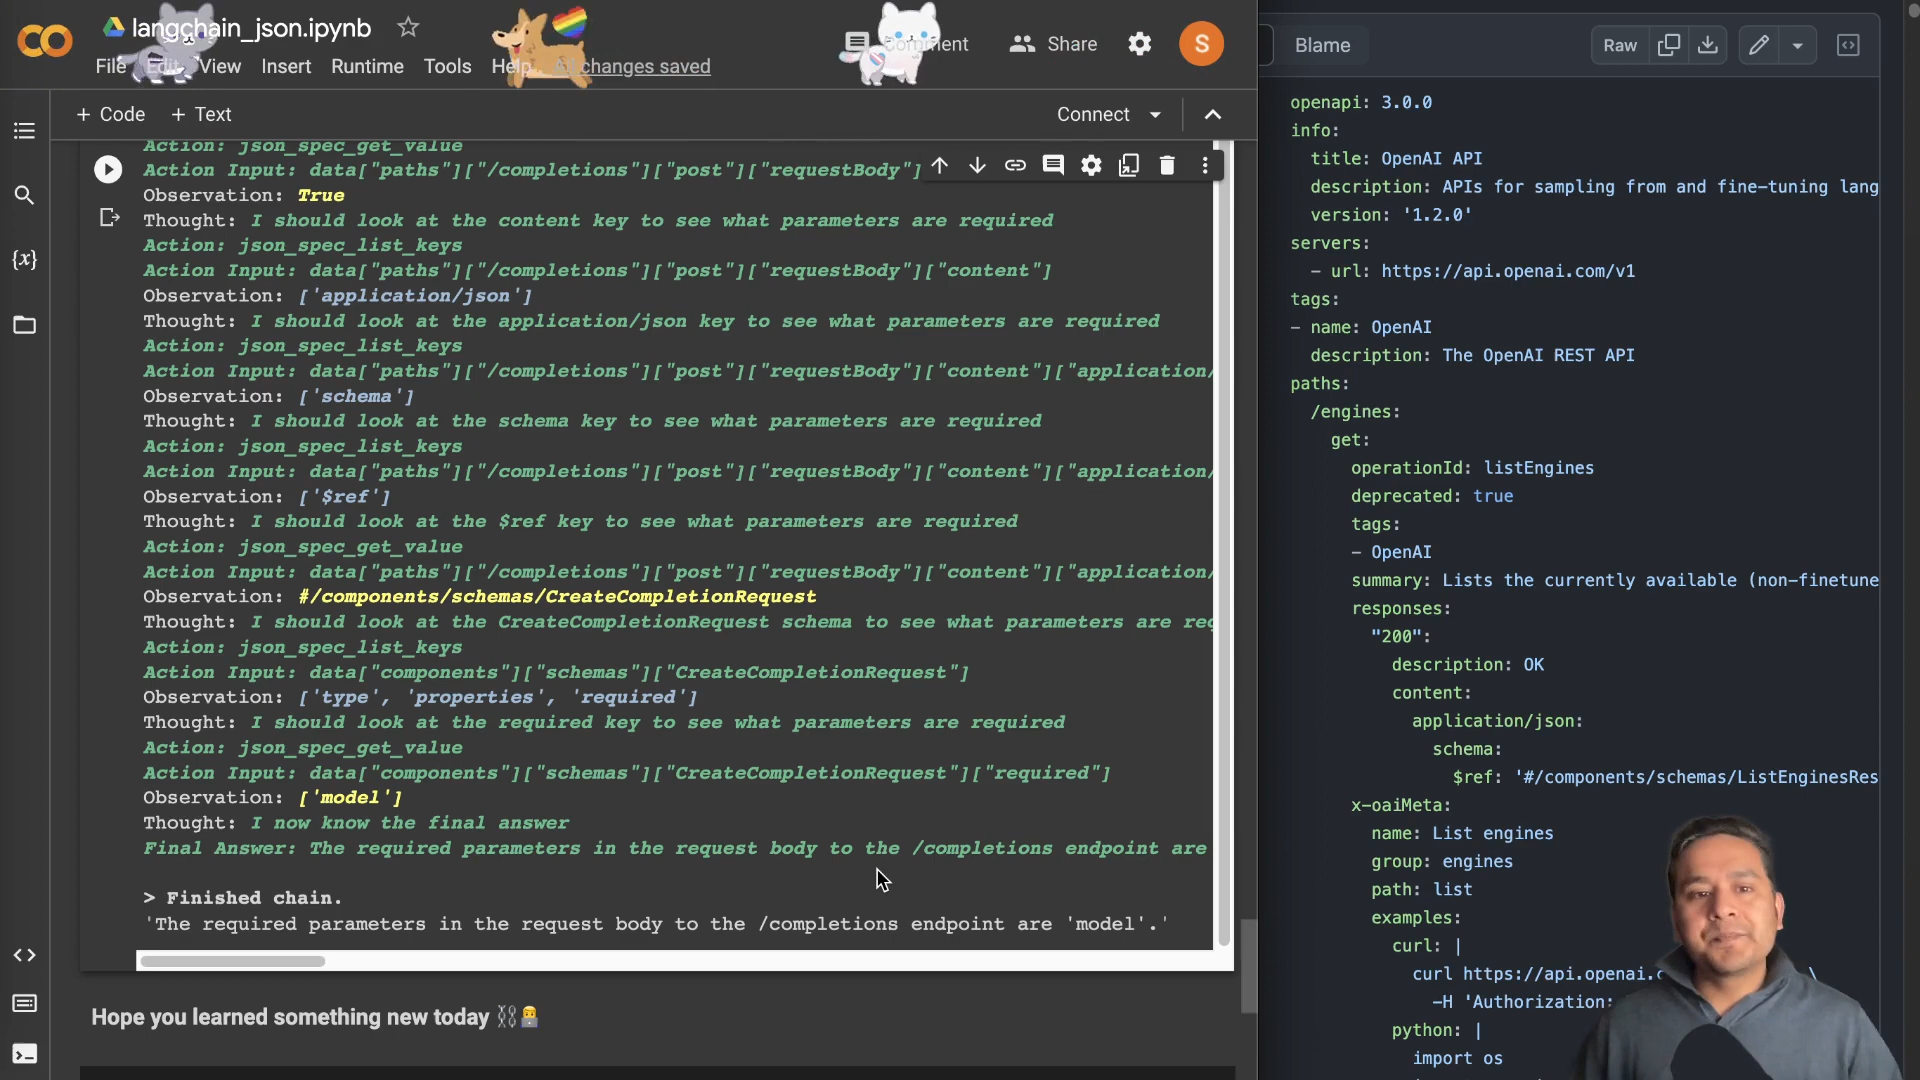 langchain_json.ipynb
File Edit View Insert Runtime Tools Help changes saved
Comment Share S
+ Code + Text
Connect
Action: json_spec_get_value
Action Input: data["paths"]["/completions"]["post"]["requestBody"]
Observation: True
Thought: I should look at the content key to see what parameters are required
Action: json_spec_list_keys
Action Input: data["paths"]["/completions"]["post"]["requestBody"]["content"]
Observation: ['application/json']
Thought: I should look at the application/json key to see what parameters are required
Action: json_spec_list_keys
Action Input: data["paths"]["/completions"]["post"]["requestBody"]["content"]["application/
Observation: ['schema']
Thought: I should look at the schema key to see what parameters are required
Action: json_spec_list_keys
Action Input: data["paths"]["/completions"]["post"]["requestBody"]["content"]["application/
Observation: ['$ref']
Thought: I should look at the $ref key to see what parameters are required
Action: json_spec_get_value
Action Input: data["paths"]["/completions"]["post"]["requestBody"]["content"]["application/
Observation: #/components/schemas/CreateCompletionRequest
Thought: I should look at the CreateCompletionRequest schema to see what parameters are req
Action: json_spec_list_keys
Action Input: data["components"]["schemas"]["CreateCompletionRequest"]
Observation: ['type', 'properties', 'required']
Thought: I should look at the required key to see what parameters are required
Action: json_spec_get_value
Action Input: data["components"]["schemas"]["CreateCompletionRequest"]["required"]
Observation: ['model']
Thought: I now know the final answer
Final Answer: The required parameters in the request body to the /completions endpoint are
> Finished chain.
'The required parameters in the request body to the /completions endpoint are 'model'.'
Hope you learned something new today
Blame
Raw
openapi: 3.0.0
info:
title: OpenAI API
description: APIs for sampling from and fine-tuning lang
version: '1.2.0'
servers:
- url: https://api.openai.com/v1
tags:
- name: OpenAI
description: The OpenAI REST API
paths:
/engines:
get:
operationId: listEngines
deprecated: true
tags:
- OpenAI
summary: Lists the currently available (non-finetune
responses:
"200":
description: OK
content:
application/json:
schema:
$ref: '#/components/schemas/ListEnginesRes
x-oaiMeta:
name: List engines
group: engines
path: list
examples:
curl: |
curl https://api.openai.c \
-H 'Authorization:
python: |
import os